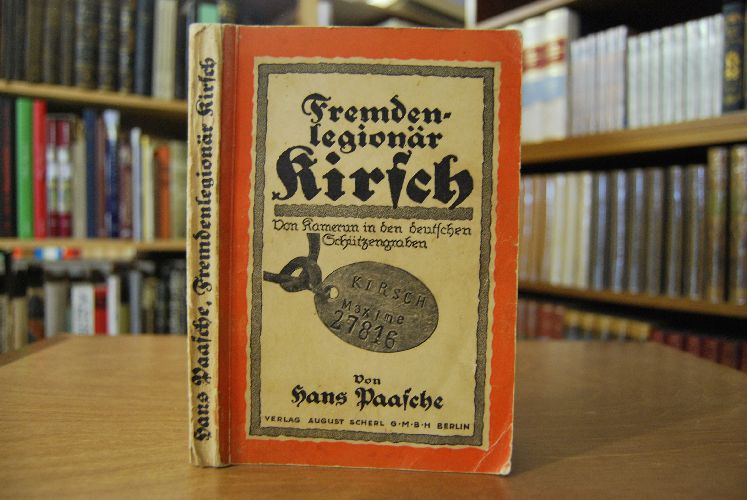 Hans Paasche, Fremdenlegionär Kirsch
Fremden-
legionär
Kirsch
Von Kamerun in den deutschen
Schützengraben
KIRSCH
Maxime
27816
Von
Hans Paasche
VERLAG AUGUST SCHERL G·M·B·H BERLIN